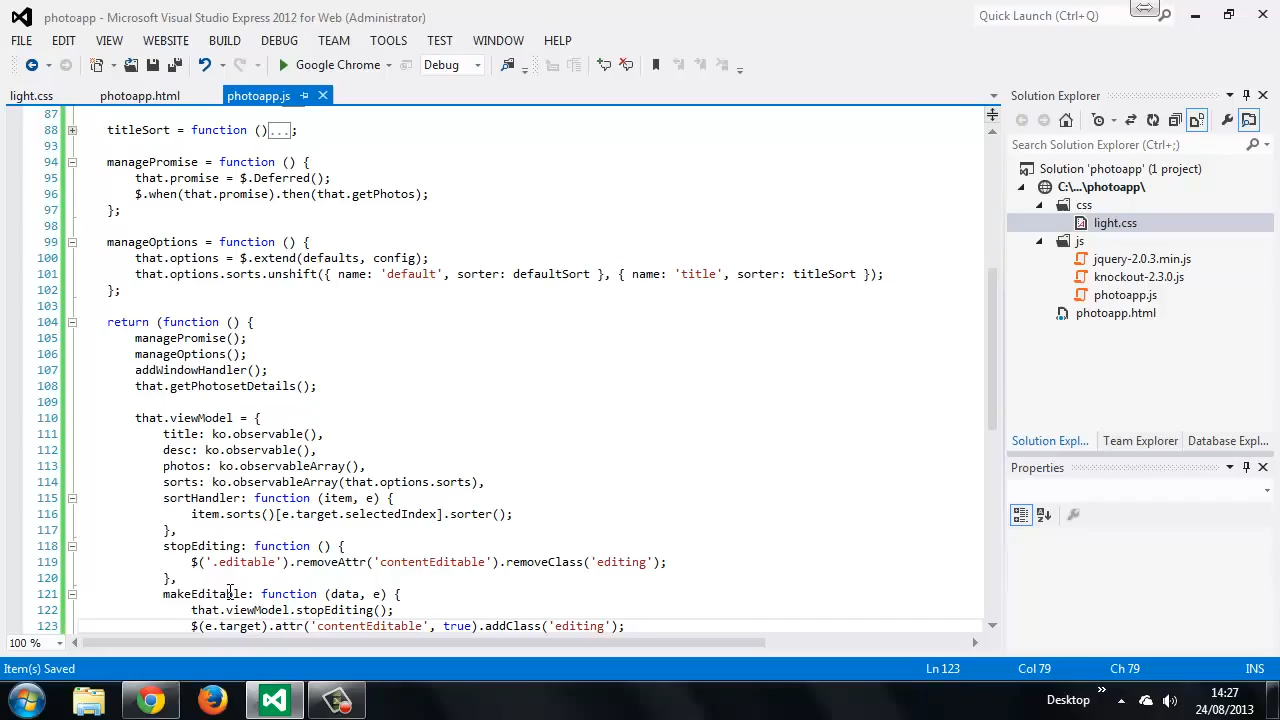 photoapp - Microsoft Visual Studio Express 2012 for Web (Administrator)
Quick Launch (Ctrl+Q)
FILE EDIT VIEW WEBSITE BUILD DEBUG TEAM TOOLS TEST WINDOW HELP
Google Chrome Debug
light.css photoapp.html photoapp.js
87
88 titleSort = function ()...;
93
94 managePromise = function () {
95 that.promise = $.Deferred();
96 $.when(that.promise).then(that.getPhotos);
97 };
98
99 manageOptions = function () {
100 that.options = $.extend(defaults, config);
101 that.options.sorts.unshift({ name: 'default', sorter: defaultSort }, { name: 'title', sorter: titleSort });
102 };
103
104 return (function () {
105 managePromise();
106 manageOptions();
107 addWindowHandler();
108 that.getPhotosetDetails();
109
110 that.viewModel = {
111 title: ko.observable(),
112 desc: ko.observable(),
113 photos: ko.observableArray(),
114 sorts: ko.observableArray(that.options.sorts),
115 sortHandler: function (item, e) {
116 item.sorts()[e.target.selectedIndex].sorter();
117 },
118 stopEditing: function () {
119 $('.editable').removeAttr('contentEditable').removeClass('editing');
120 },
121 makeEditable: function (data, e) {
122 that.viewModel.stopEditing();
123 $(e.target).attr('contentEditable', true).addClass('editing');
100 %
Solution Explorer
Search Solution Explorer (Ctrl+;)
Solution 'photoapp' (1 project)
C:\...\photoapp\
css
light.css
js
jquery-2.0.3.min.js
knockout-2.3.0.js
photoapp.js
photoapp.html
Solution Expl... Team Explorer Database Expl...
Properties
Item(s) Saved Ln 123 Col 79 Ch 79 INS
Desktop
14:27
24/08/2013